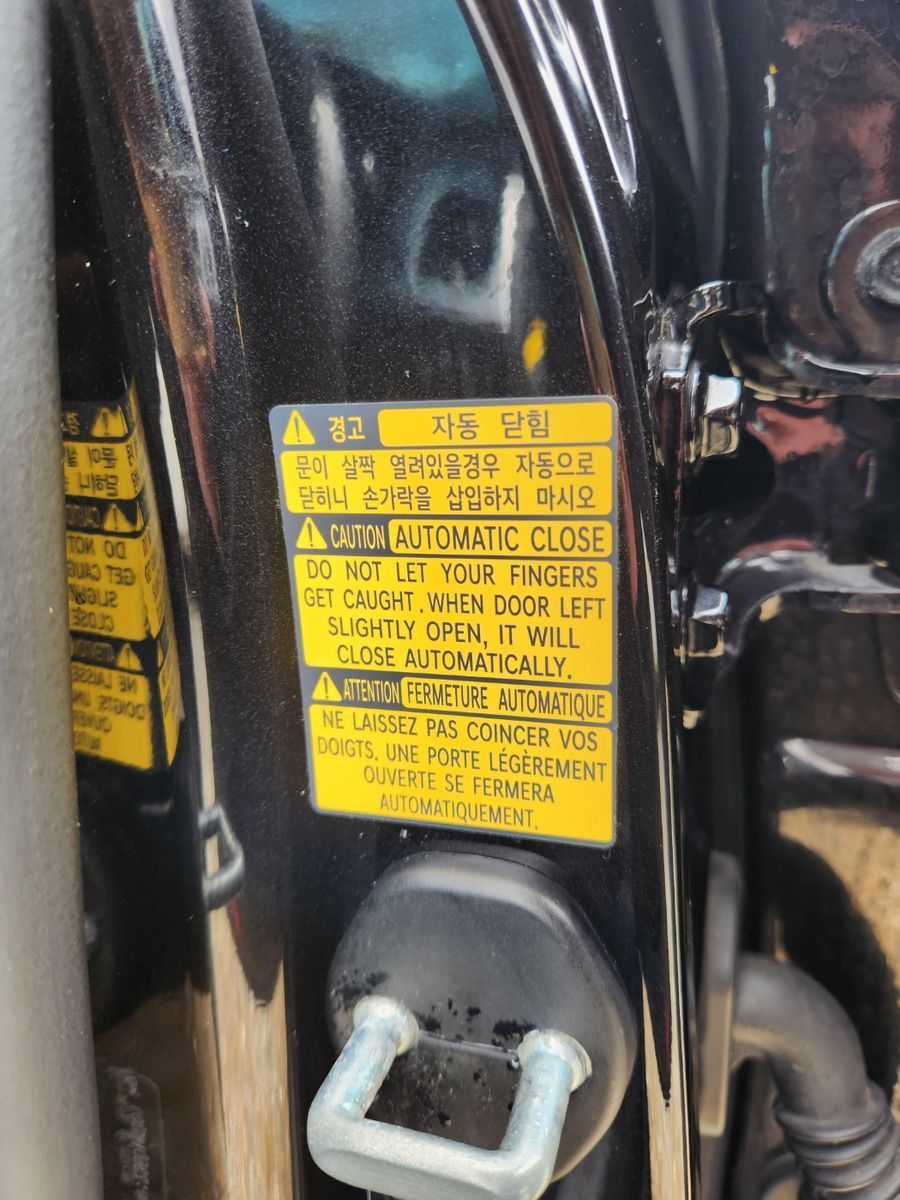 경고 자동 닫힘
문이 살짝 열려있을경우 자동으로
닫히니 손가락을 삽입하지 마시오
CAUTION AUTOMATIC CLOSE
DO NOT LET YOUR FINGERS
GET CAUGHT. WHEN DOOR LEFT
SLIGHTLY OPEN, IT WILL
CLOSE AUTOMATICALLY.
ATTENTION FERMETURE AUTOMATIQUE
NE LAISSEZ PAS COINCER VOS
DOIGTS. UNE PORTE LÉGÈREMENT
OUVERTE SE FERMERA
AUTOMATIQUEMENT.